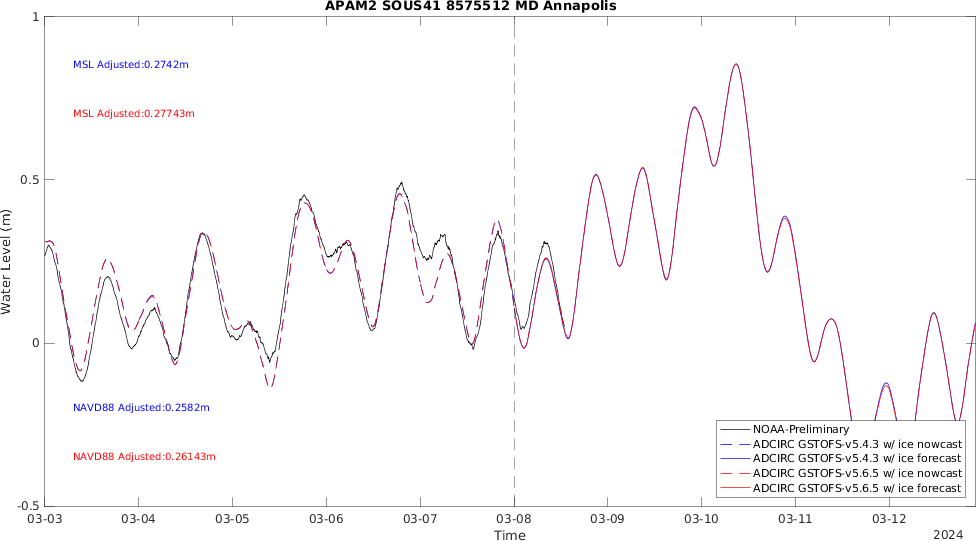 APAM2 SOUS41 8575512 MD Annapolis
1
MSL Adjusted:0.2742m
MSL Adjusted:0.27743m
0.5
Water Level (m)
0
NAVD88 Adjusted:0.2582m
NAVD88 Adjusted:0.26143m
NOAA-Preliminary
ADCIRC GSTOFS-v5.4.3 w/ ice nowcast
ADCIRC GSTOFS-v5.4.3 w/ ice forecast
ADCIRC GSTOFS-v5.6.5 w/ ice nowcast
ADCIRC GSTOFS-v5.6.5 w/ ice forecast
-0.5
03-03 03-04 03-05 03-06 03-07 03-08 03-09 03-10 03-11 03-12
Time
2024